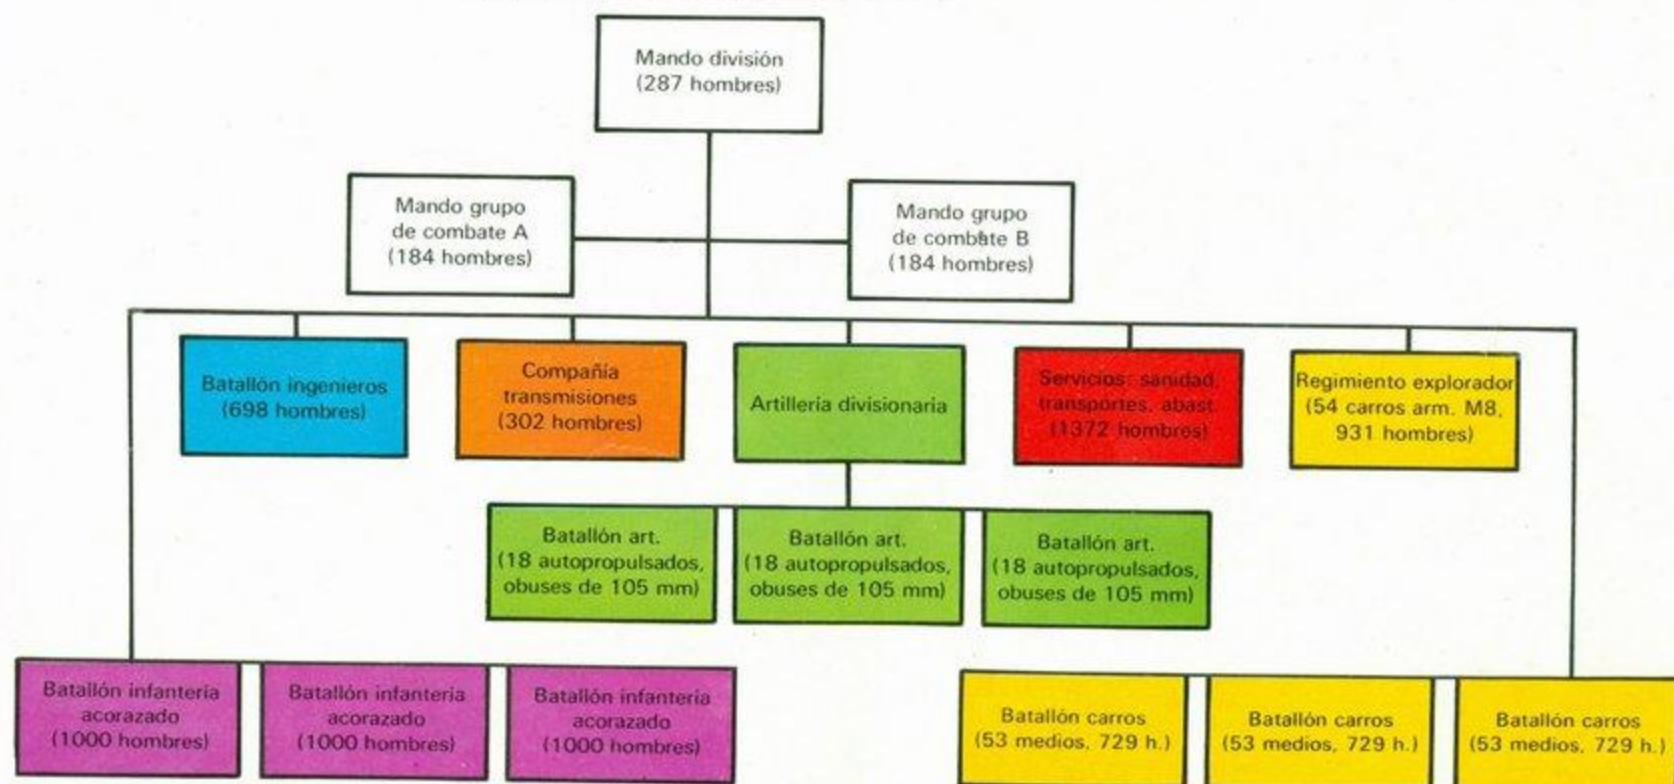 Mando división
(287 hombres)
Mando grupo
de combate A
(184 hombres)
Mando grupo
de combate B
(184 hombres)
Batallón ingenieros
(698 hombres)
Compañía
transmisiones
(302 hombres)
Artillería divisionaria
Servicios: sanidad,
transportes, abast.
(1372 hombres)
Regimiento explorador
(54 carros arm. M8,
931 hombres)
Batallón art.
(18 autopropulsados,
obuses de 105 mm)
Batallón art.
(18 autopropulsados,
obuses de 105 mm)
Batallón art.
(18 autopropulsados,
obuses de 105 mm)
Batallón infantería
acorazado
(1000 hombres)
Batallón infantería
acorazado
(1000 hombres)
Batallón infantería
acorazado
(1000 hombres)
Batallón carros
(53 medios, 729 h.)
Batallón carros
(53 medios, 729 h.)
Batallón carros
(53 medios, 729 h.)